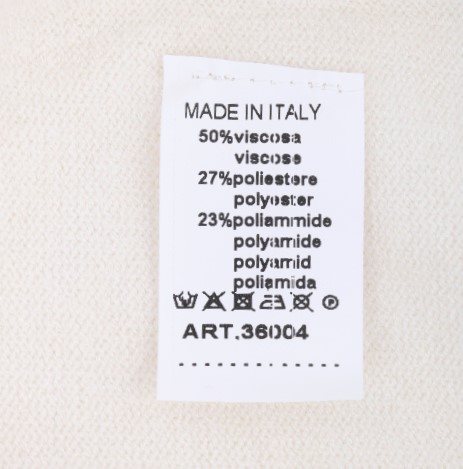 MADE IN ITALY
50%viscosa
viscose
27%poliestere
polyester
23%poliammide
polyamide
polyamid
poliamida
P
ART.36004